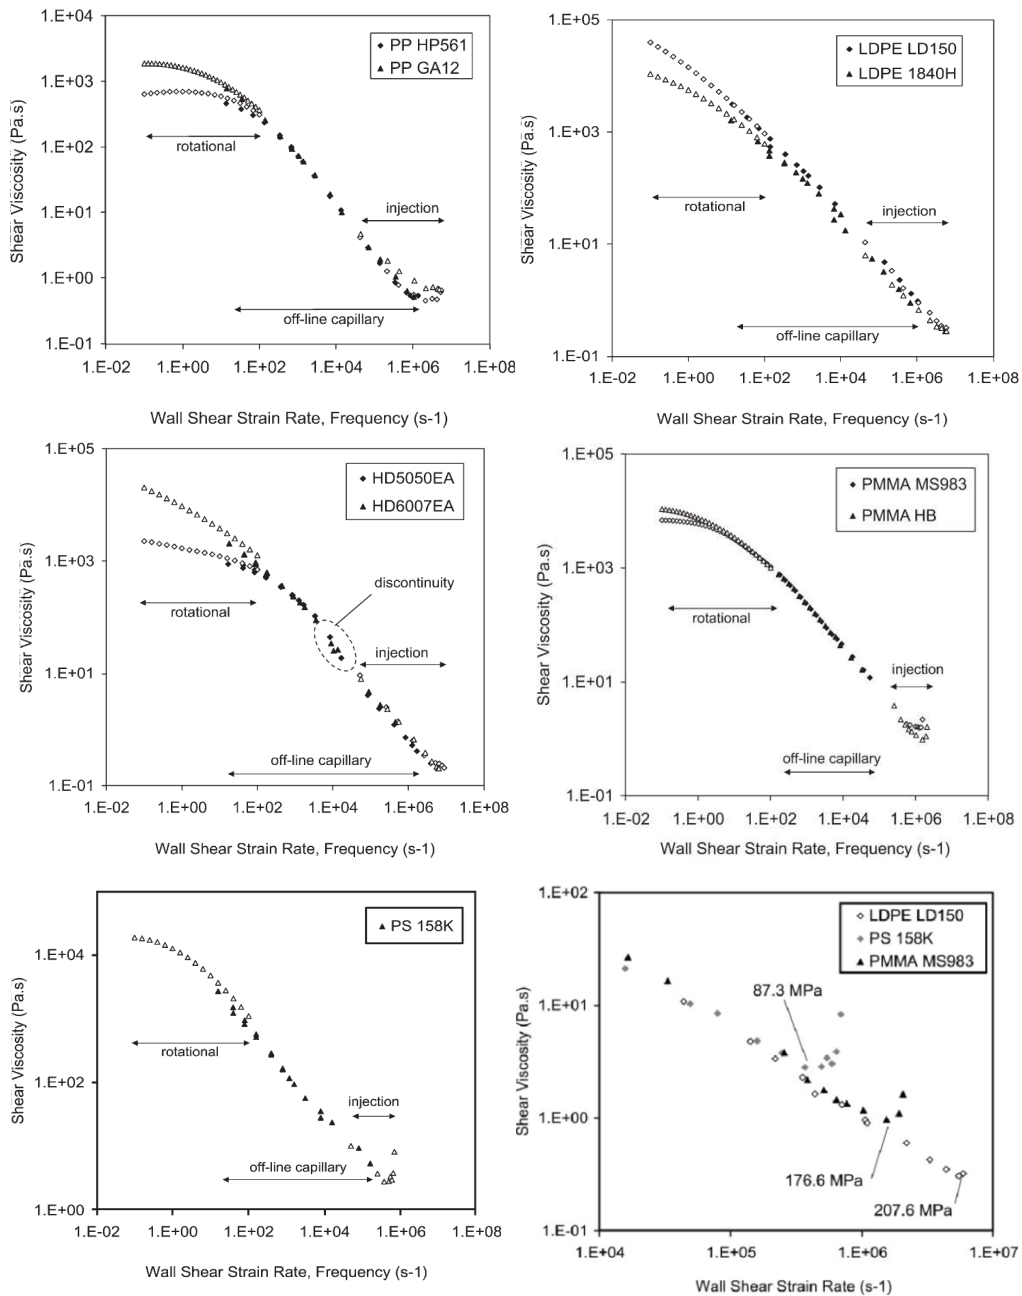 1.E+04
1.E+03
1.E+02
1.E+01
1.E+00
1.E-01
Shear Viscosity (Pa.s)
PP HP561
PP GA12
rotational
injection
off-line capillary
1.E-02 1.E+00 1.E+02 1.E+04 1.E+06 1.E+08
Wall Shear Strain Rate, Frequency (s-1)
1.E+05
1.E+03
1.E+01
1.E-01
Shear Viscosity (Pa.s)
LDPE LD150
LDPE 1840H
rotational
injection
off-line capillary
1.E-02 1.E+00 1.E+02 1.E+04 1.E+06 1.E+08
Wall Shear Strain Rate, Frequency (s-1)
1.E+05
1.E+03
1.E+01
1.E-01
Shear Viscosity (Pa.s)
HD5050EA
HD6007EA
discontinuity
rotational
injection
off-line capillary
1.E-02 1.E+00 1.E+02 1.E+04 1.E+06 1.E+08
Wall Shear Strain Rate, Frequency (s-1)
1.E+05
1.E+03
1.E+01
1.E-01
Shear Viscosity (Pa.s)
PMMA MS983
PMMA HB
rotational
injection
off-line capillary
1.E-02 1.E+00 1.E+02 1.E+04 1.E+06 1.E+08
Wall Shear Strain Rate, Frequency (s-1)
1.E+04
1.E+02
1.E+00
Shear Viscosity (Pa.s)
PS 158K
rotational
injection
off-line capillary
1.E-02 1.E+00 1.E+02 1.E+04 1.E+06 1.E+08
Wall Shear Strain Rate, Frequency (s-1)
1.E+02
1.E+01
1.E+00
1.E-01
Shear Viscosity (Pa.s)
LDPE LD150
PS 158K
PMMA MS983
87.3 MPa
176.6 MPa
207.6 MPa
1.E+04 1.E+05 1.E+06 1.E+07
Wall Shear Strain Rate (s-1)